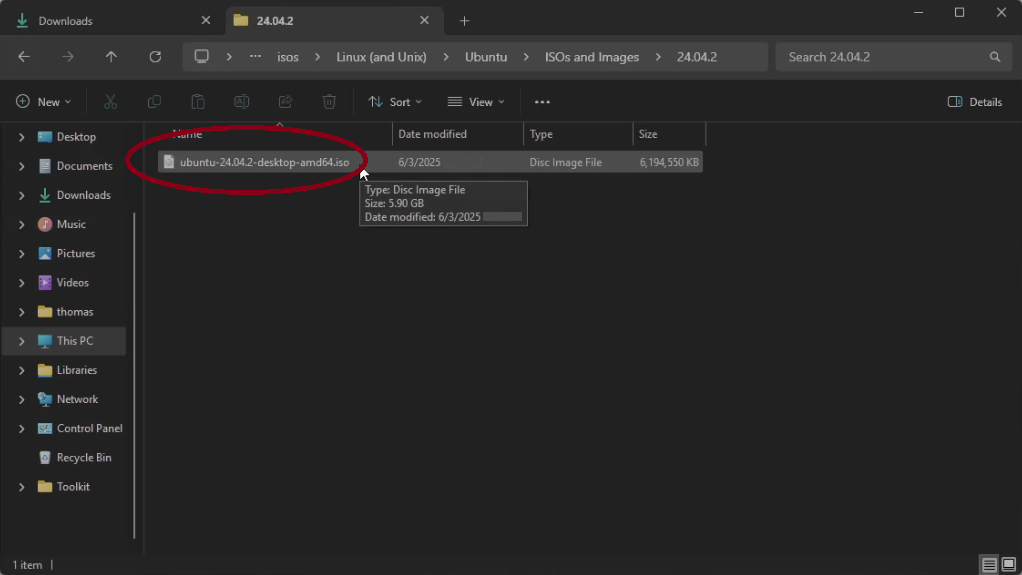 Downloads
24.04.2
isos > Linux (and Unix) > Ubuntu > ISOs and Images > 24.04.2
Search 24.04.2
New
Sort
View
Details
Name
Date modified
Type
Size
Desktop
Documents
Downloads
Music
Pictures
Videos
thomas
This PC
Libraries
Network
Control Panel
Recycle Bin
Toolkit
ubuntu-24.04.2-desktop-amd64.iso
6/3/2025
Disc Image File
6,194,550 KB
Type: Disc Image File
Size: 5.90 GB
Date modified: 6/3/2025
1 item